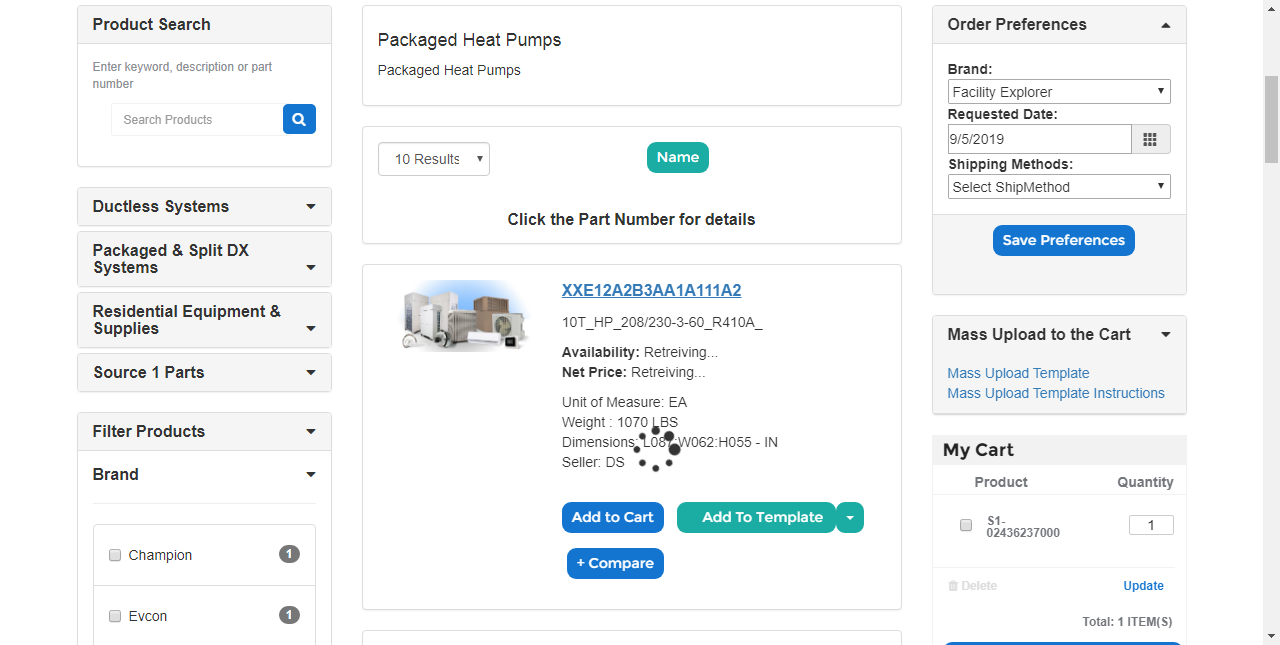 Product Search
Enter keyword, description or part
number
Search Products
Ductless Systems
Packaged & Split DX
Systems
Residential Equipment &
Supplies
Source 1 Parts
Filter Products
Brand
Champion 1
Evcon 1
Packaged Heat Pumps
Packaged Heat Pumps
10 Results
Name
Click the Part Number for details
XXE12A2B3AA1A111A2
10T_HP_208/230-3-60_R410A_
Availability: Retreiving...
Net Price: Retreiving...
Unit of Measure: EA
Weight : 1070 LBS
Dimensions: W062:H055 - IN
Seller: DS
Add to Cart
Add To Template
+ Compare
Order Preferences
Brand:
Facility Explorer
Requested Date:
9/5/2019
Shipping Methods:
Select ShipMethod
Save Preferences
Mass Upload to the Cart
Mass Upload Template
Mass Upload Template Instructions
My Cart
Product Quantity
S1-
02436237000
1
Delete Update
Total: 1 ITEM(S)